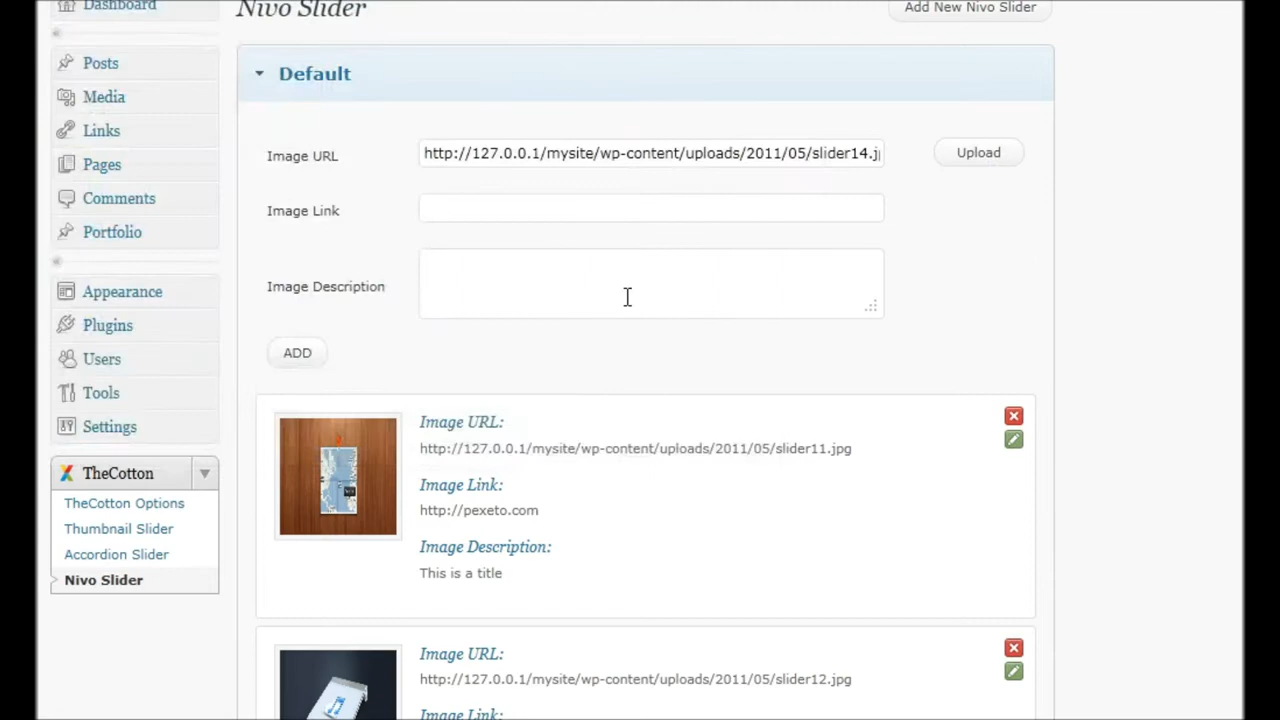 Dashboard
Nivo Slider
Add New Nivo Slider
Posts
Media
Links
Pages
Comments
Portfolio
Appearance
Plugins
Users
Tools
Settings
TheCotton
TheCotton Options
Thumbnail Slider
Accordion Slider
Nivo Slider
Default
Image URL
http://127.0.0.1/mysite/wp-content/uploads/2011/05/slider14.j
Upload
Image Link
Image Description
ADD
Image URL:
http://127.0.0.1/mysite/wp-content/uploads/2011/05/slider11.jpg
Image Link:
http://pexeto.com
Image Description:
This is a title
Image URL:
http://127.0.0.1/mysite/wp-content/uploads/2011/05/slider12.jpg
Image Link: